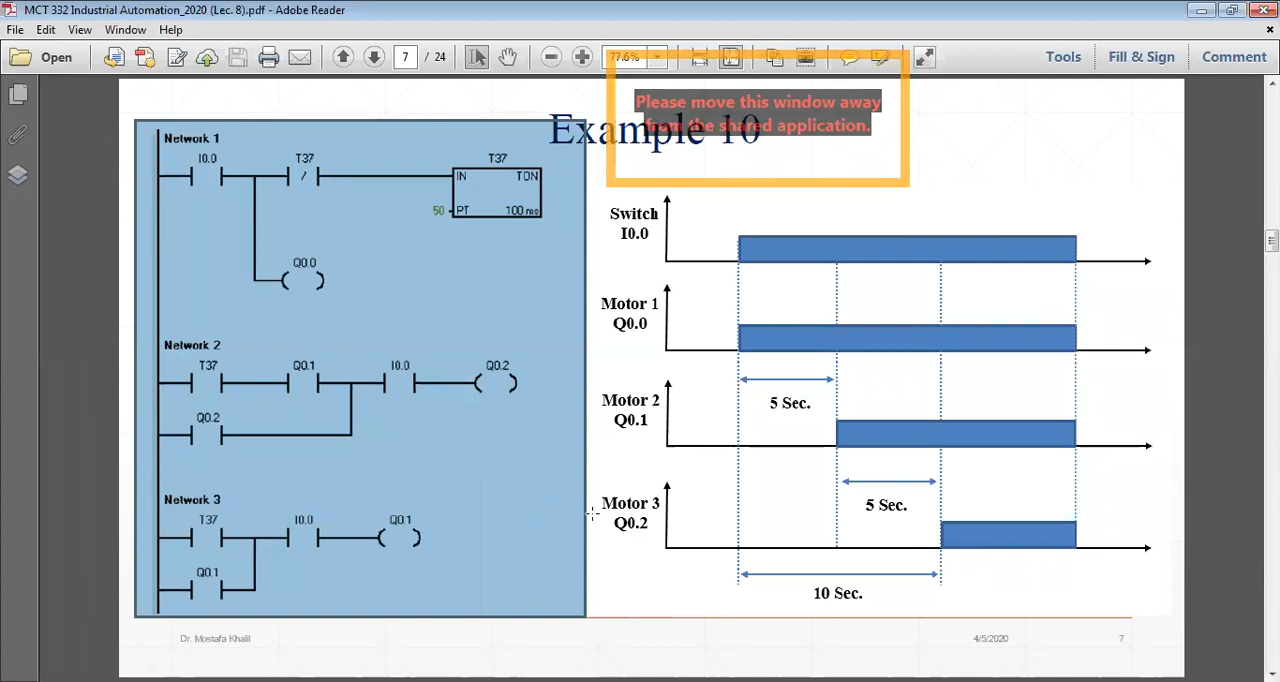 MCT 332 Industrial Automation_2020 (Lec. 8).pdf - Adobe Reader
File Edit View Window Help
Open 7 / 24 77.6% Tools Fill & Sign Comment
Please move this window away
from the shared application.
Example 10
Network 1
I0.0 T37 T37
/ IN TON
50 PT 100 ms
Q0.0
Network 2
T37 Q0.1 I0.0 Q0.2
Q0.2
Network 3
T37 I0.0 Q0.1
Q0.1
Switch
I0.0
Motor 1
Q0.0
5 Sec.
Motor 2
Q0.1
5 Sec.
Motor 3
Q0.2
10 Sec.
Dr. Mostafa Khalil 4/5/2020 7